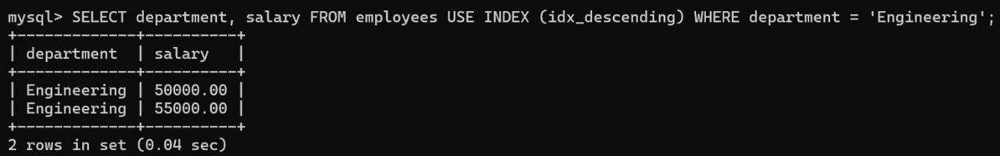 mysql> SELECT department, salary FROM employees USE INDEX (idx_descending) WHERE department = 'Engineering';
+-------------+----------+
| department  | salary   |
+-------------+----------+
| Engineering | 50000.00 |
| Engineering | 55000.00 |
+-------------+----------+
2 rows in set (0.04 sec)